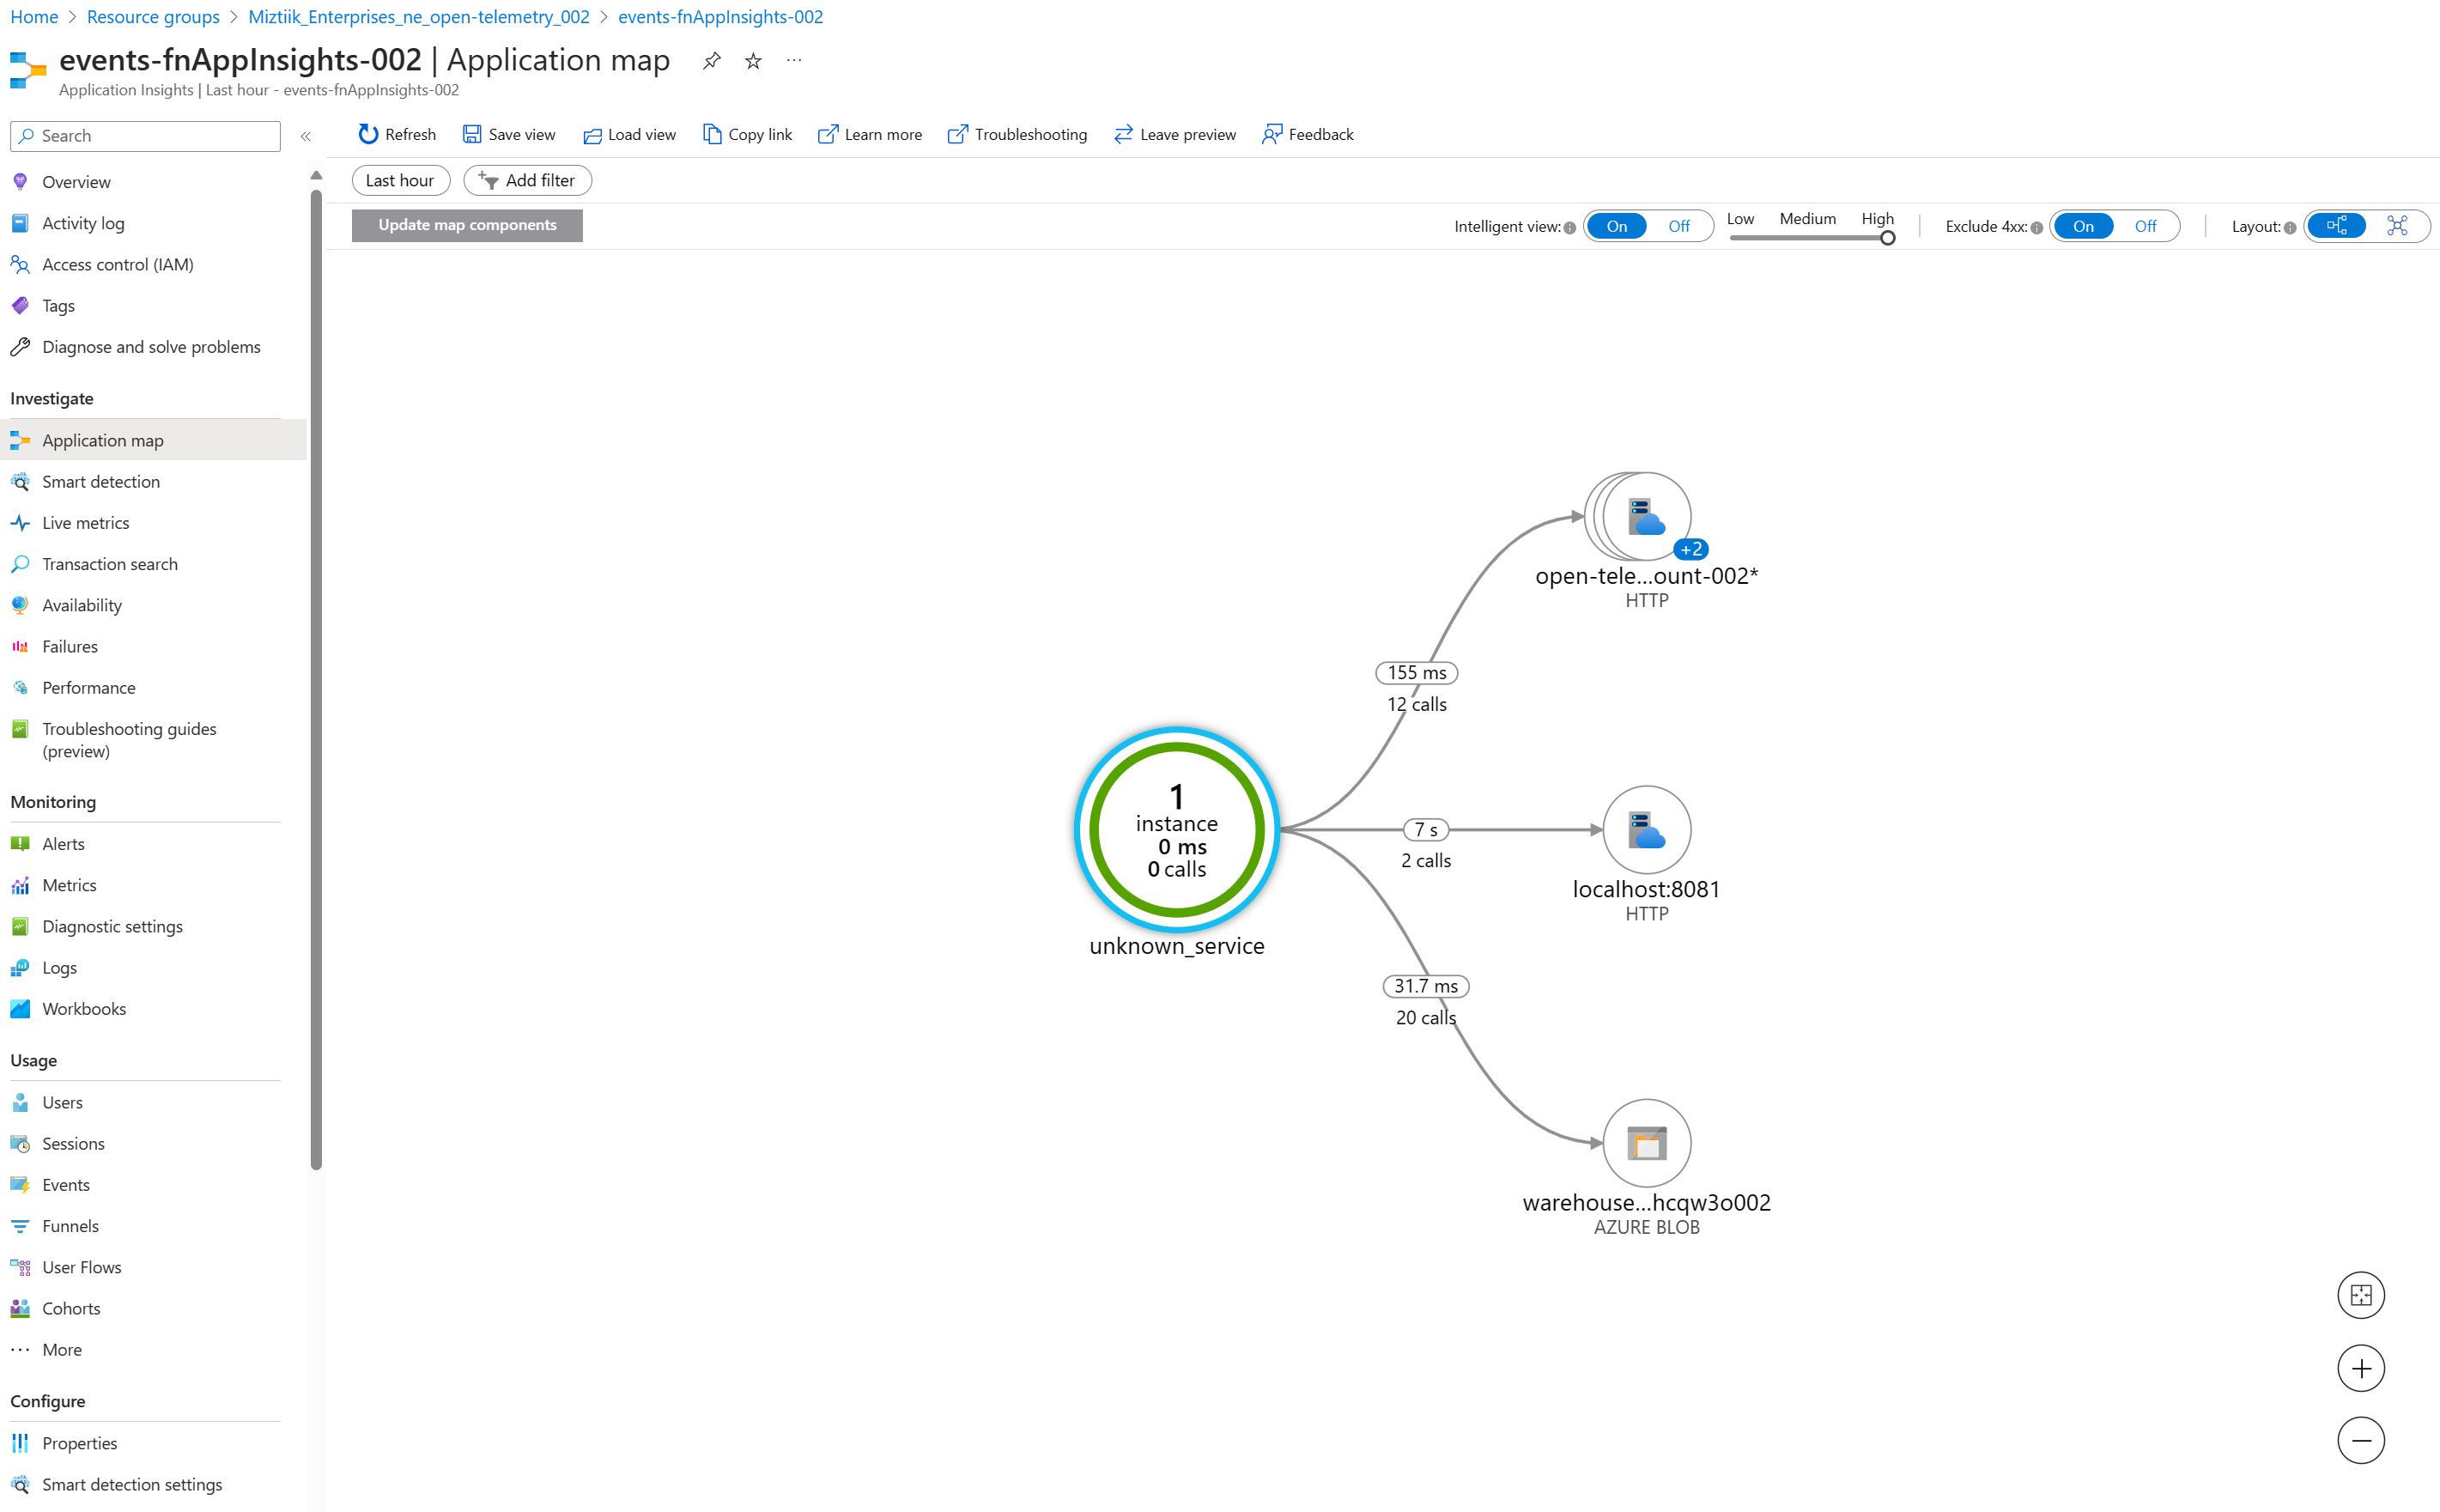 Home > Resource groups > Miztiik_Enterprises_ne_open-telemetry_002 > events-fnAppInsights-002
events-fnAppInsights-002 | Application map
Application Insights | Last hour - events-fnAppInsights-002
Search
Refresh Save view Load view Copy link Learn more Troubleshooting Leave preview Feedback
Last hour Add filter
Update map components
Intelligent view: On Off Low Medium High Exclude 4xx: On Off Layout:
Overview
Activity log
Access control (IAM)
Tags
Diagnose and solve problems
Investigate
Application map
Smart detection
Live metrics
Transaction search
Availability
Failures
Performance
Troubleshooting guides
(preview)
Monitoring
Alerts
Metrics
Diagnostic settings
Logs
Workbooks
Usage
Users
Sessions
Events
Funnels
User Flows
Cohorts
More
Configure
Properties
Smart detection settings
+2
open-tele...ount-002*
HTTP
155 ms
12 calls
1
instance
0 ms
0 calls
unknown_service
7 s
2 calls
localhost:8081
HTTP
31.7 ms
20 calls
warehouse...hcqw3o002
AZURE BLOB